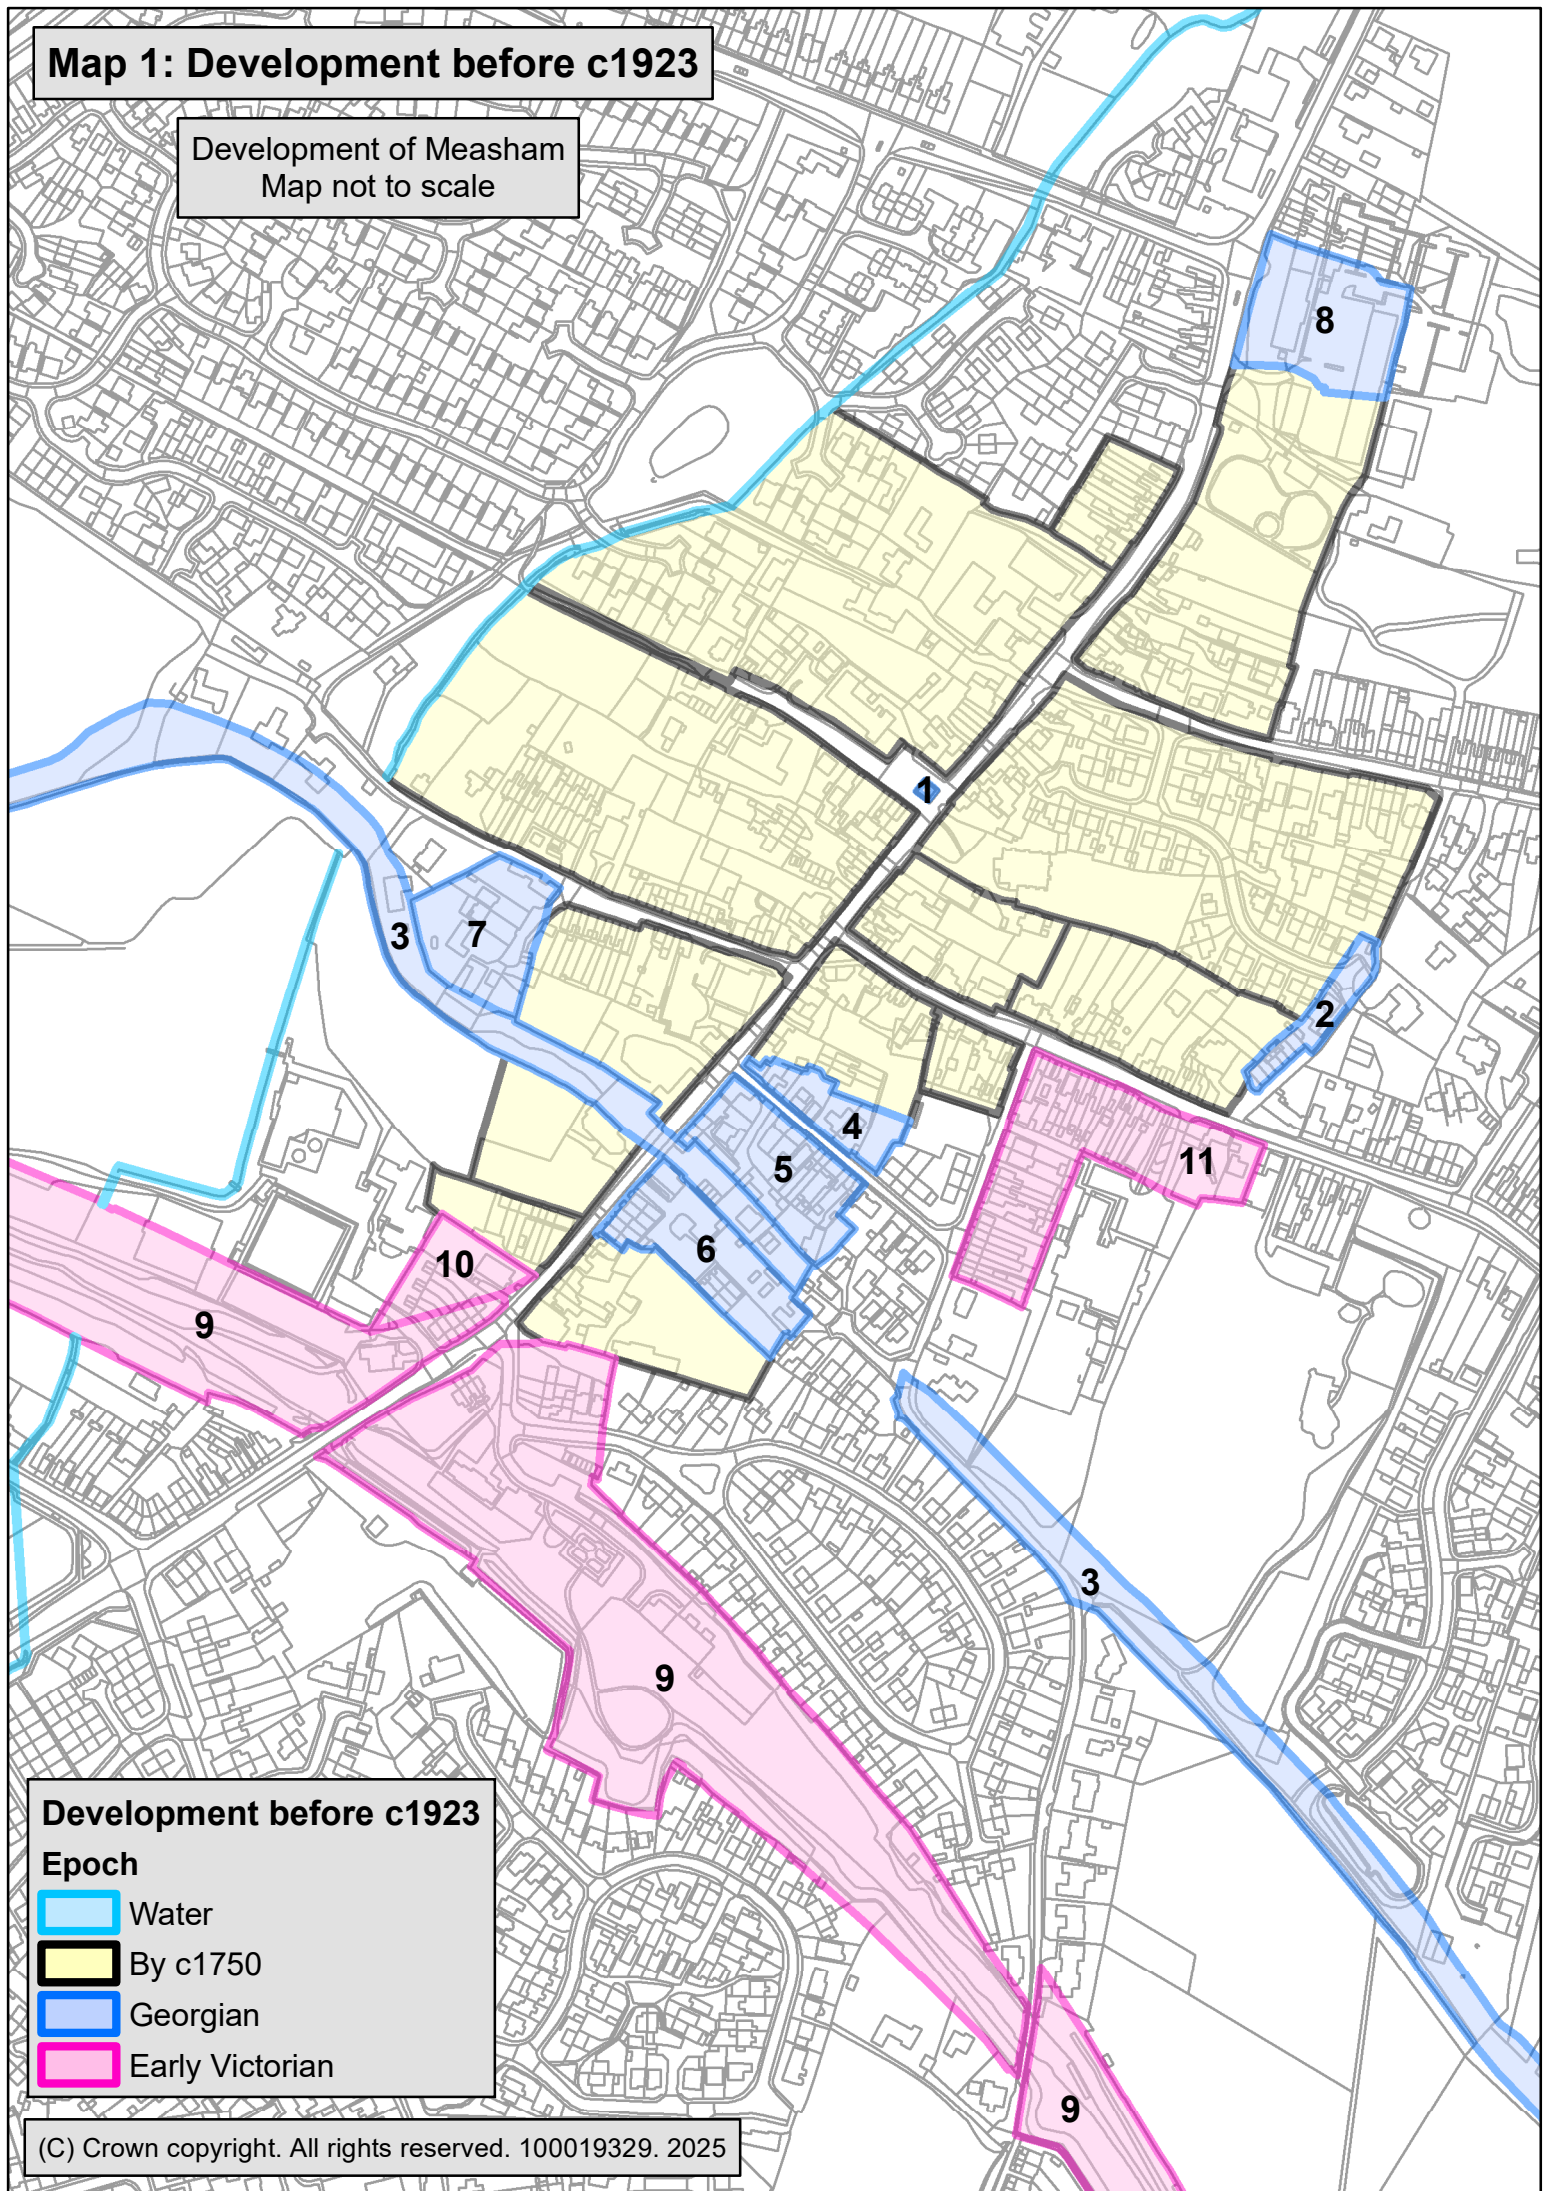 Map 1: Development before c1923
Development of Measham
Map not to scale
8
1
2
3
7
4
5
11
6
10
9
3
9
9
Development before c1923
Epoch
Water
By c1750
Georgian
Early Victorian
(C) Crown copyright. All rights reserved. 100019329. 2025